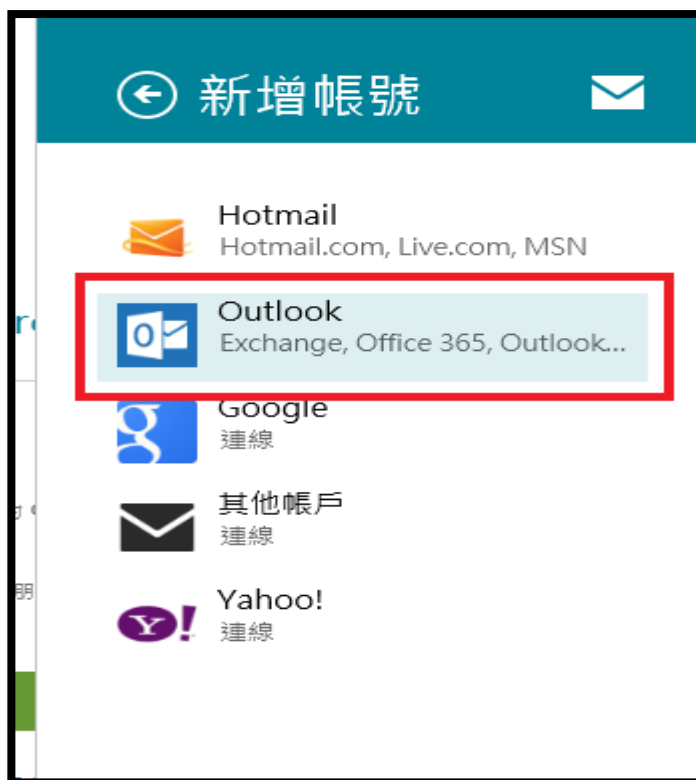 新增帳號
Hotmail
Hotmail.com, Live.com, MSN
Outlook
Exchange, Office 365, Outlook...
Google
連線
其他帳戶
連線
Yahoo!
連線